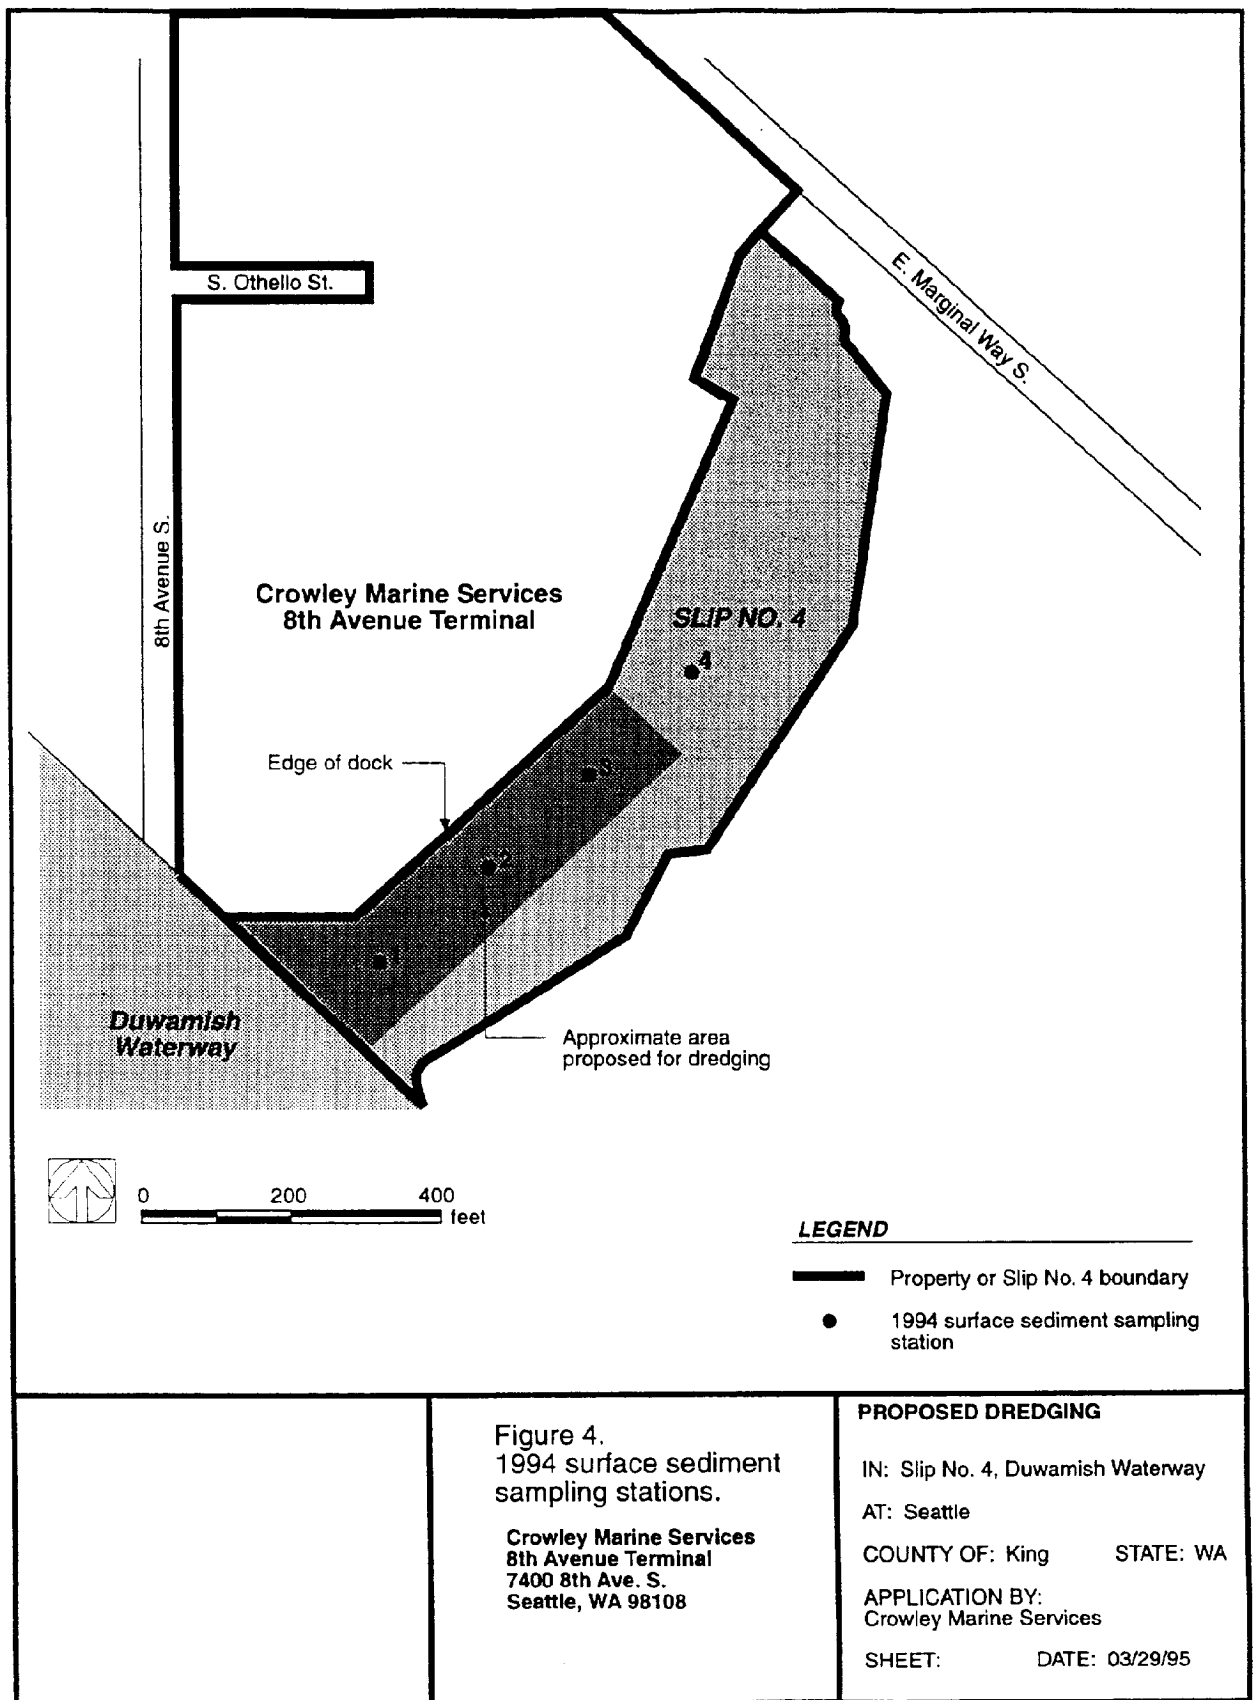 S. Othello St.
E. Marginal Way S.
8th Avenue S.
Crowley Marine Services
8th Avenue Terminal
SLIP NO. 4
4
Edge of dock
3
2
1
Duwamish
Waterway
Approximate area
proposed for dredging
0 200 400
feet
LEGEND
Property or Slip No. 4 boundary
1994 surface sediment sampling
station
Figure 4.
1994 surface sediment
sampling stations.
Crowley Marine Services
8th Avenue Terminal
7400 8th Ave. S.
Seattle, WA 98108
PROPOSED DREDGING
IN: Slip No. 4, Duwamish Waterway
AT: Seattle
COUNTY OF: King STATE: WA
APPLICATION BY:
Crowley Marine Services
SHEET: DATE: 03/29/95